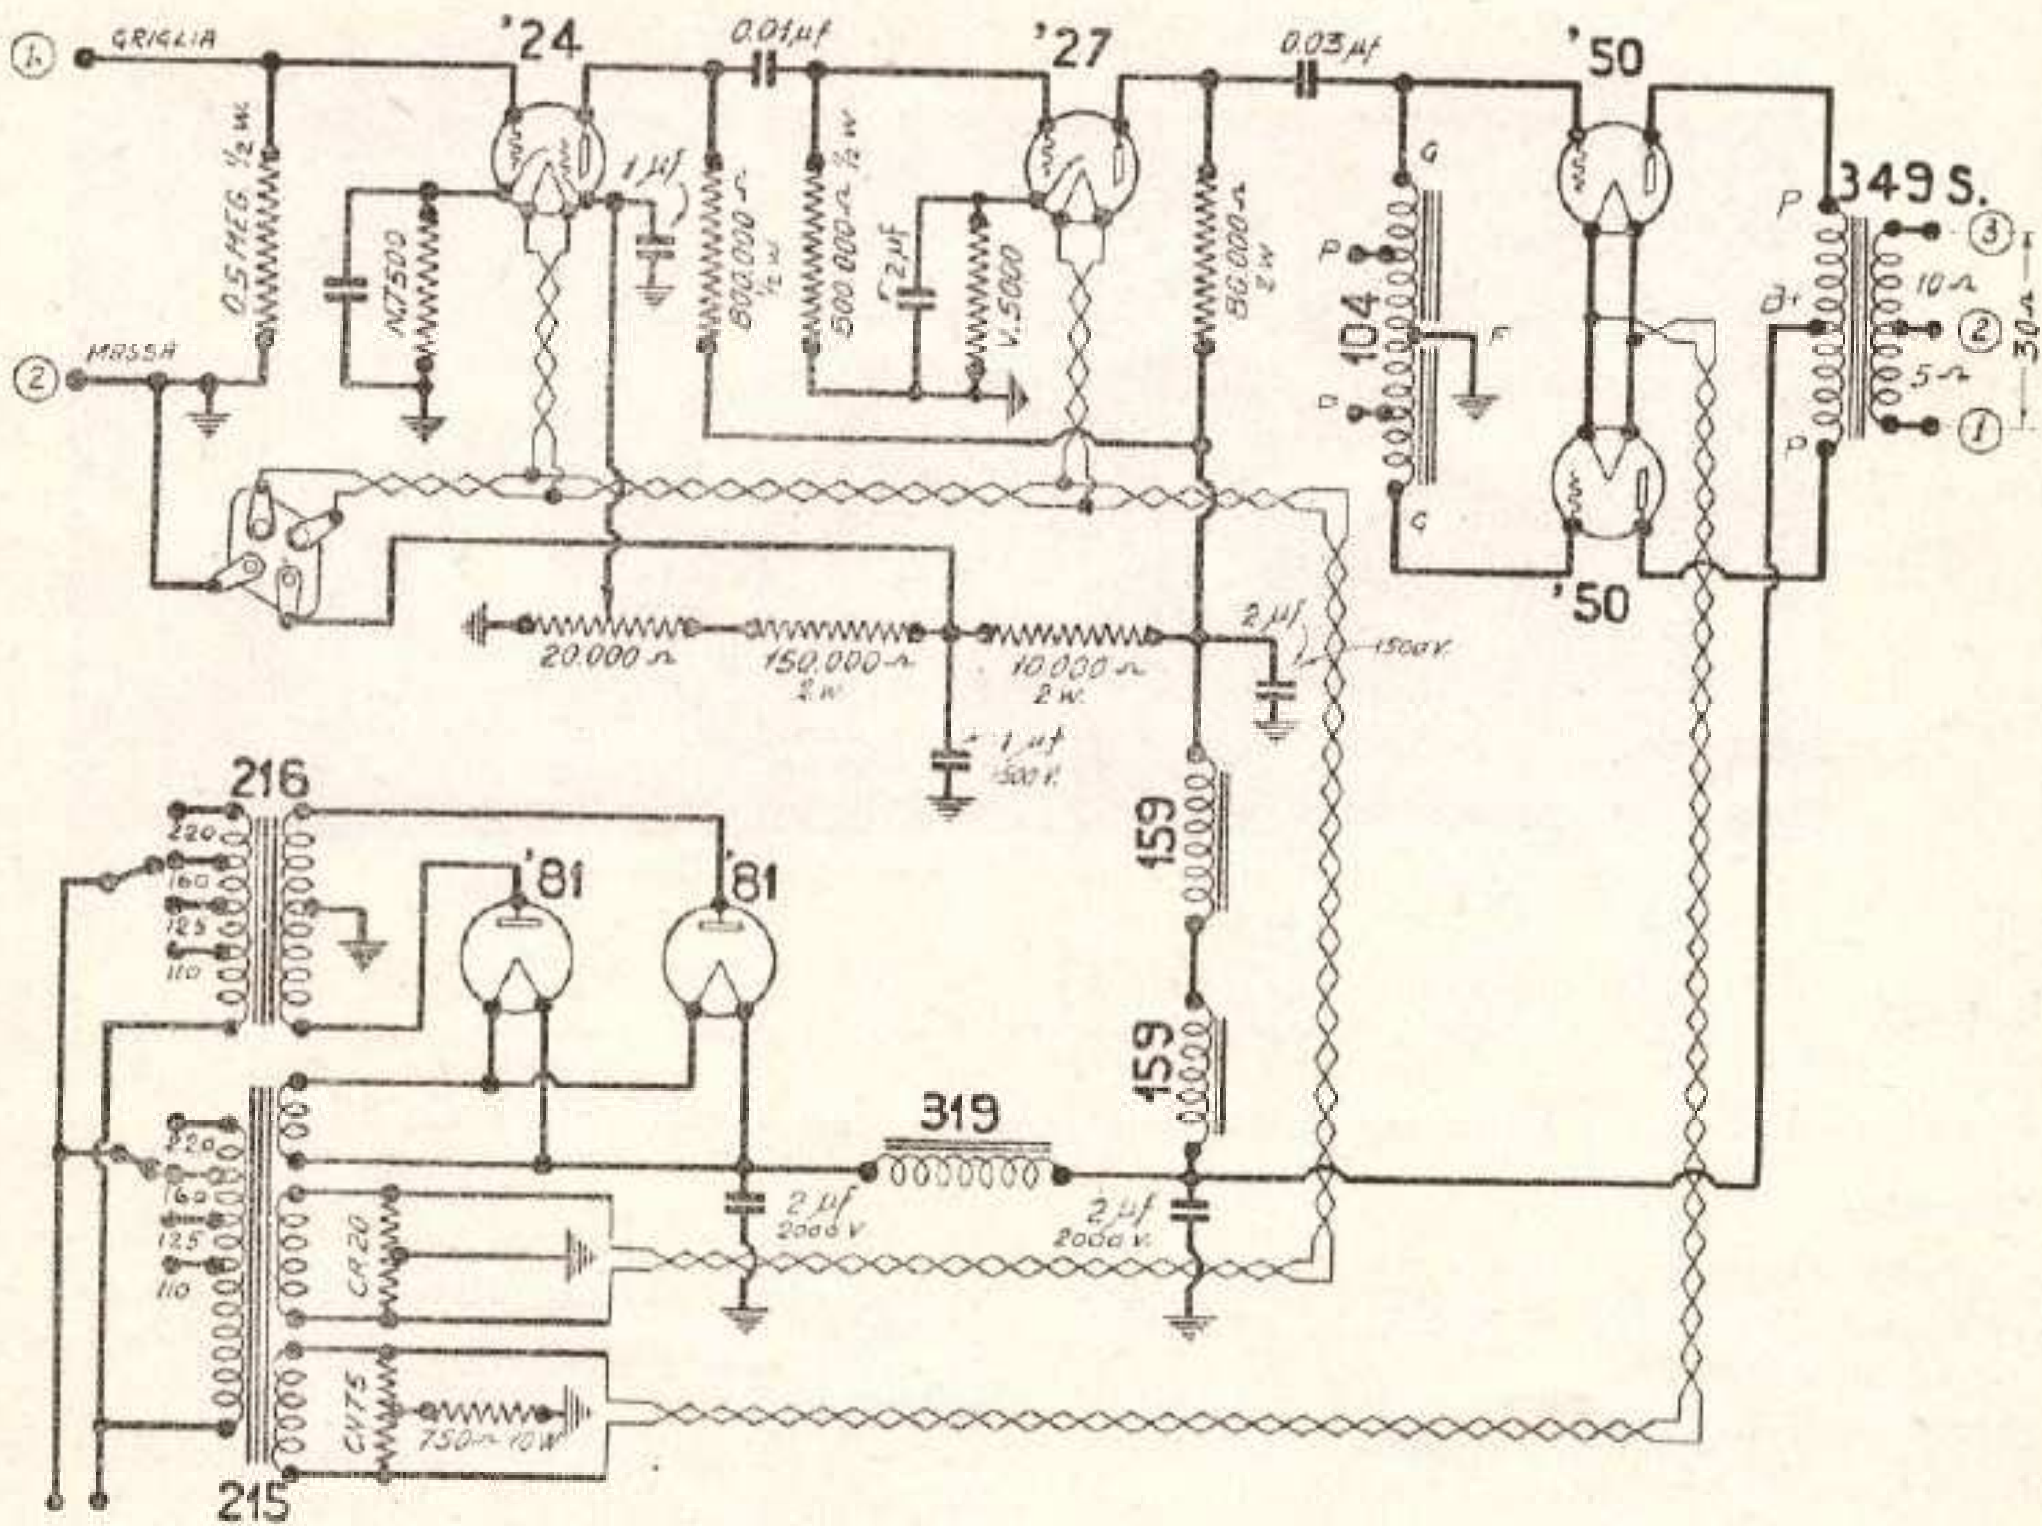 1.
GRIGLIA
'24
0.01 µf
'27
0.03 µf
'50
0.5 MEG. ½ W
1 µf
800.000 Ω
½ W
500.000 Ω ½ W
2 µf
V. 5000
80.000 Ω
2 W
G
P
104
F
P
349 S.
3
10 Ω
B+
2
30 Ω
5 Ω
P
1
2
MASSA
G
'50
20.000 Ω
150.000 Ω
2 W.
10.000 Ω
2 W.
2 µf
1500 V.
1 µf
1500 V.
216
220
160
125
110
'81
'81
159
159
319
220
160
125
110
CR.20
2 µf
2000 V.
2 µf
2000 V.
750 Ω 10 W
215